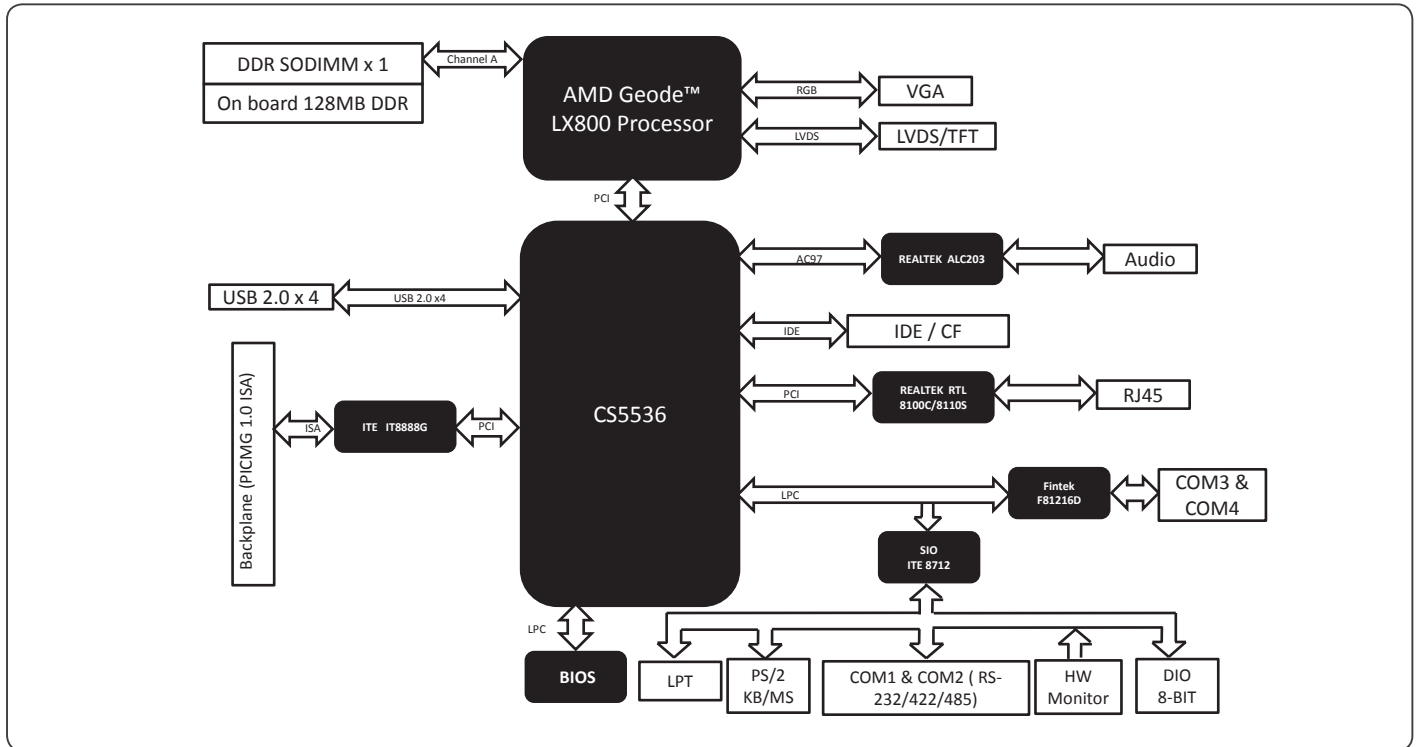 DDR SODIMM x 1
On board 128MB DDR
Channel A
AMD Geode™
LX800 Processor
RGB
VGA
LVDS
LVDS/TFT
PCI
CS5536
AC97
REALTEK ALC203
Audio
USB 2.0 x 4
USB 2.0 x4
IDE
IDE / CF
PCI
REALTEK RTL
8100C/8110S
RJ45
Backplane (PICMG 1.0 ISA)
ISA
ITE IT8888G
PCI
LPC
Fintek
F81216D
COM3 &
COM4
SIO
ITE 8712
LPC
BIOS
LPT
PS/2
KB/MS
COM1 & COM2 ( RS-
232/422/485)
HW
Monitor
DIO
8-BIT